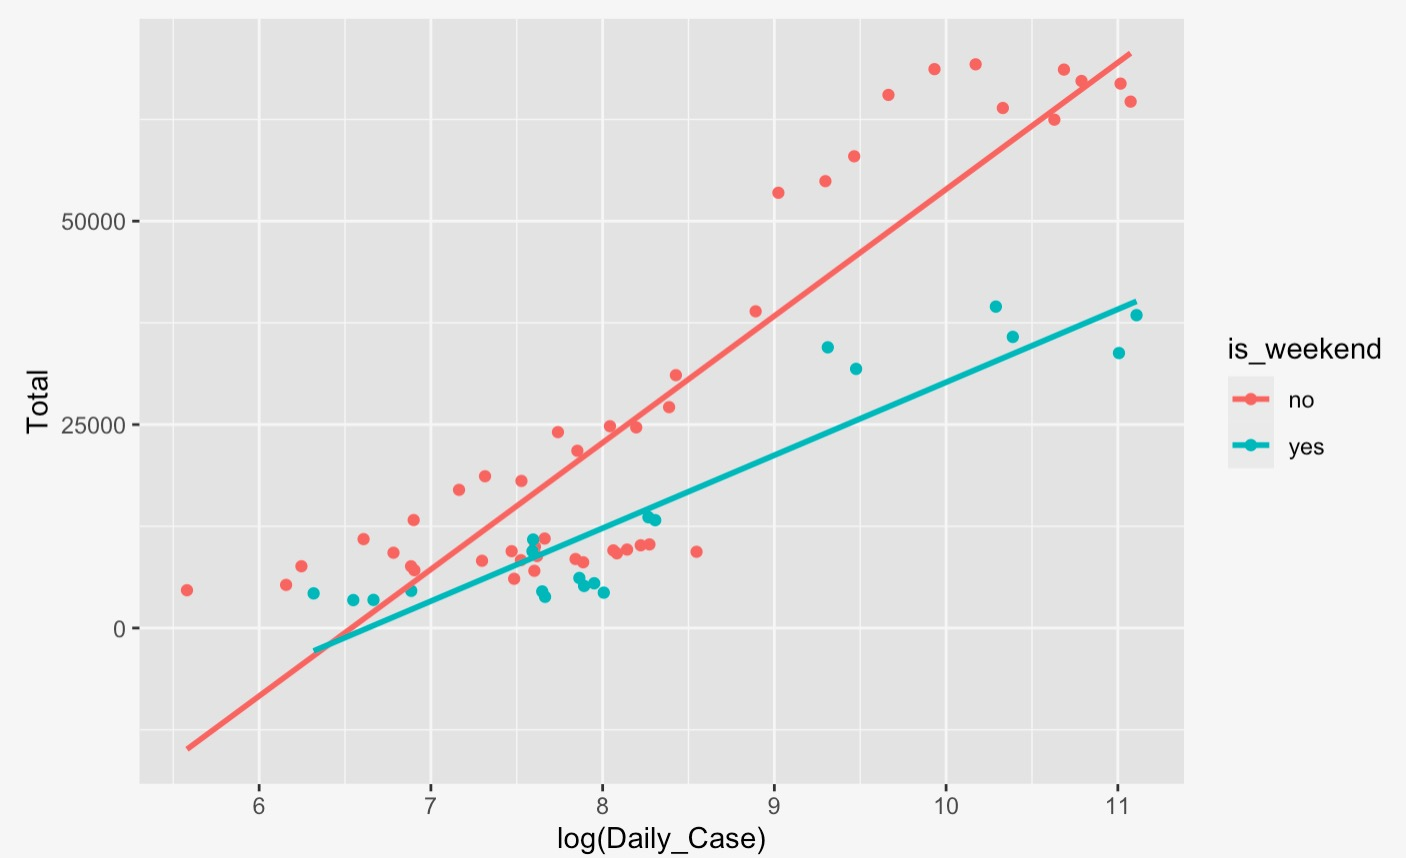 50000
25000
0
Total
6 7 8 9 10 11
log(Daily_Case)
is_weekend
no
yes